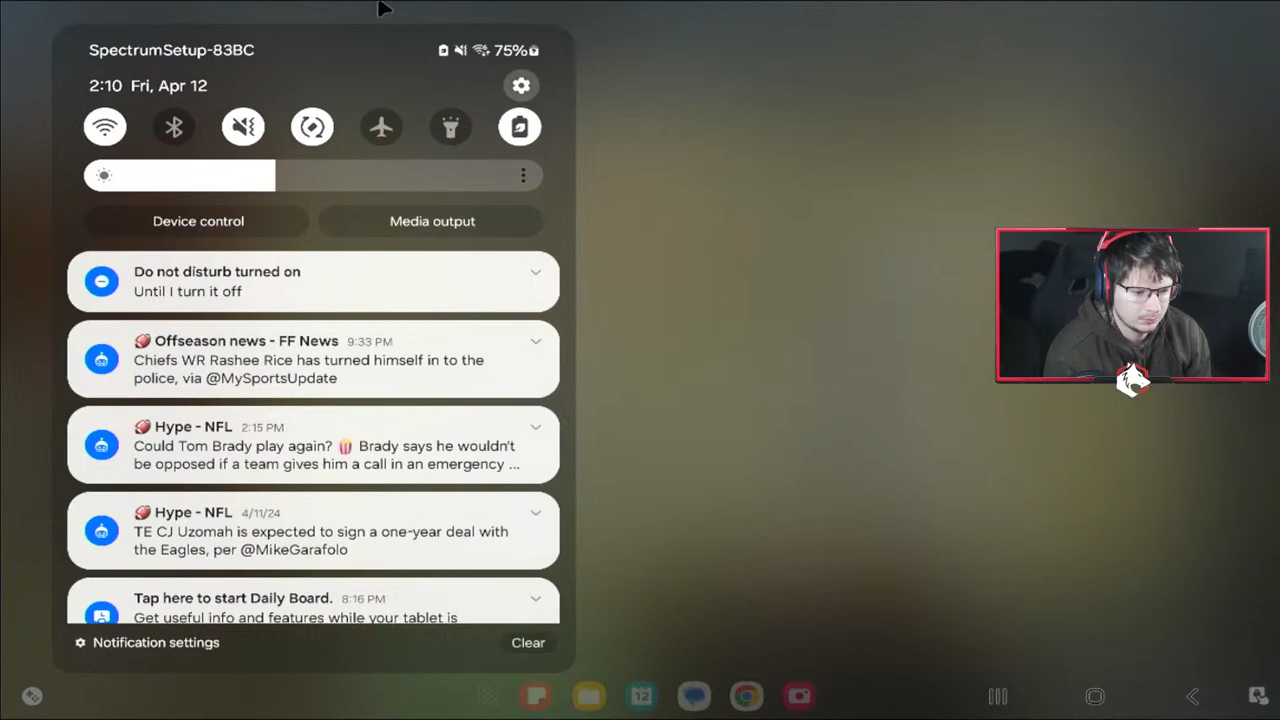 SpectrumSetup-83BC
75%
2:10 Fri, Apr 12
Device control
Media output
Do not disturb turned on
Until I turn it off
🏈 Offseason news - FF News 9:33 PM
Chiefs WR Rashee Rice has turned himself in to the
police, via @MySportsUpdate
🏈 Hype - NFL 2:15 PM
Could Tom Brady play again? 🍿 Brady says he wouldn't
be opposed if a team gives him a call in an emergency ...
🏈 Hype - NFL 4/11/24
TE CJ Uzomah is expected to sign a one-year deal with
the Eagles, per @MikeGarafolo
Tap here to start Daily Board. 8:16 PM
Get useful info and features while your tablet is
Notification settings
Clear
12